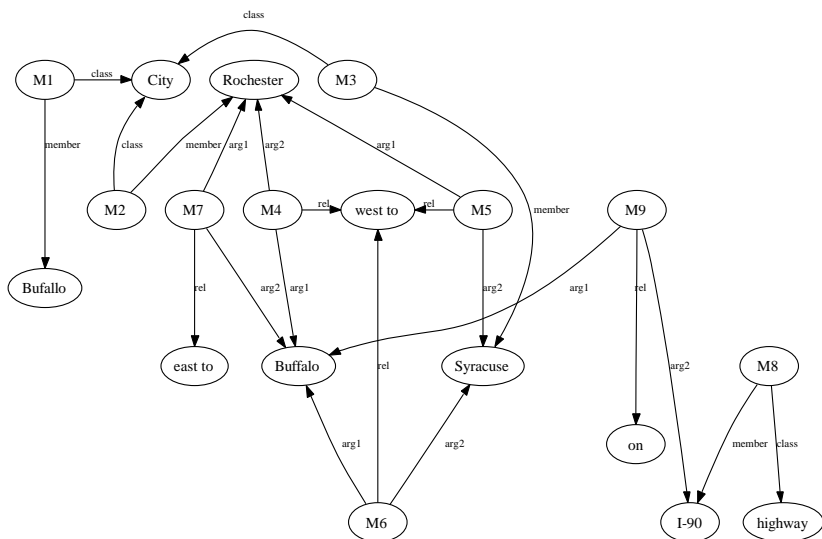 class
M1
class
City
Rochester
M3
member
class
member
arg1
arg2
arg1
M2
M7
M4
rel
west to
rel
M5
member
M9
Bufallo
rel
arg2
arg1
arg2
arg1
rel
east to
Buffalo
rel
Syracuse
arg2
M8
arg1
arg2
on
member
class
M6
I-90
highway